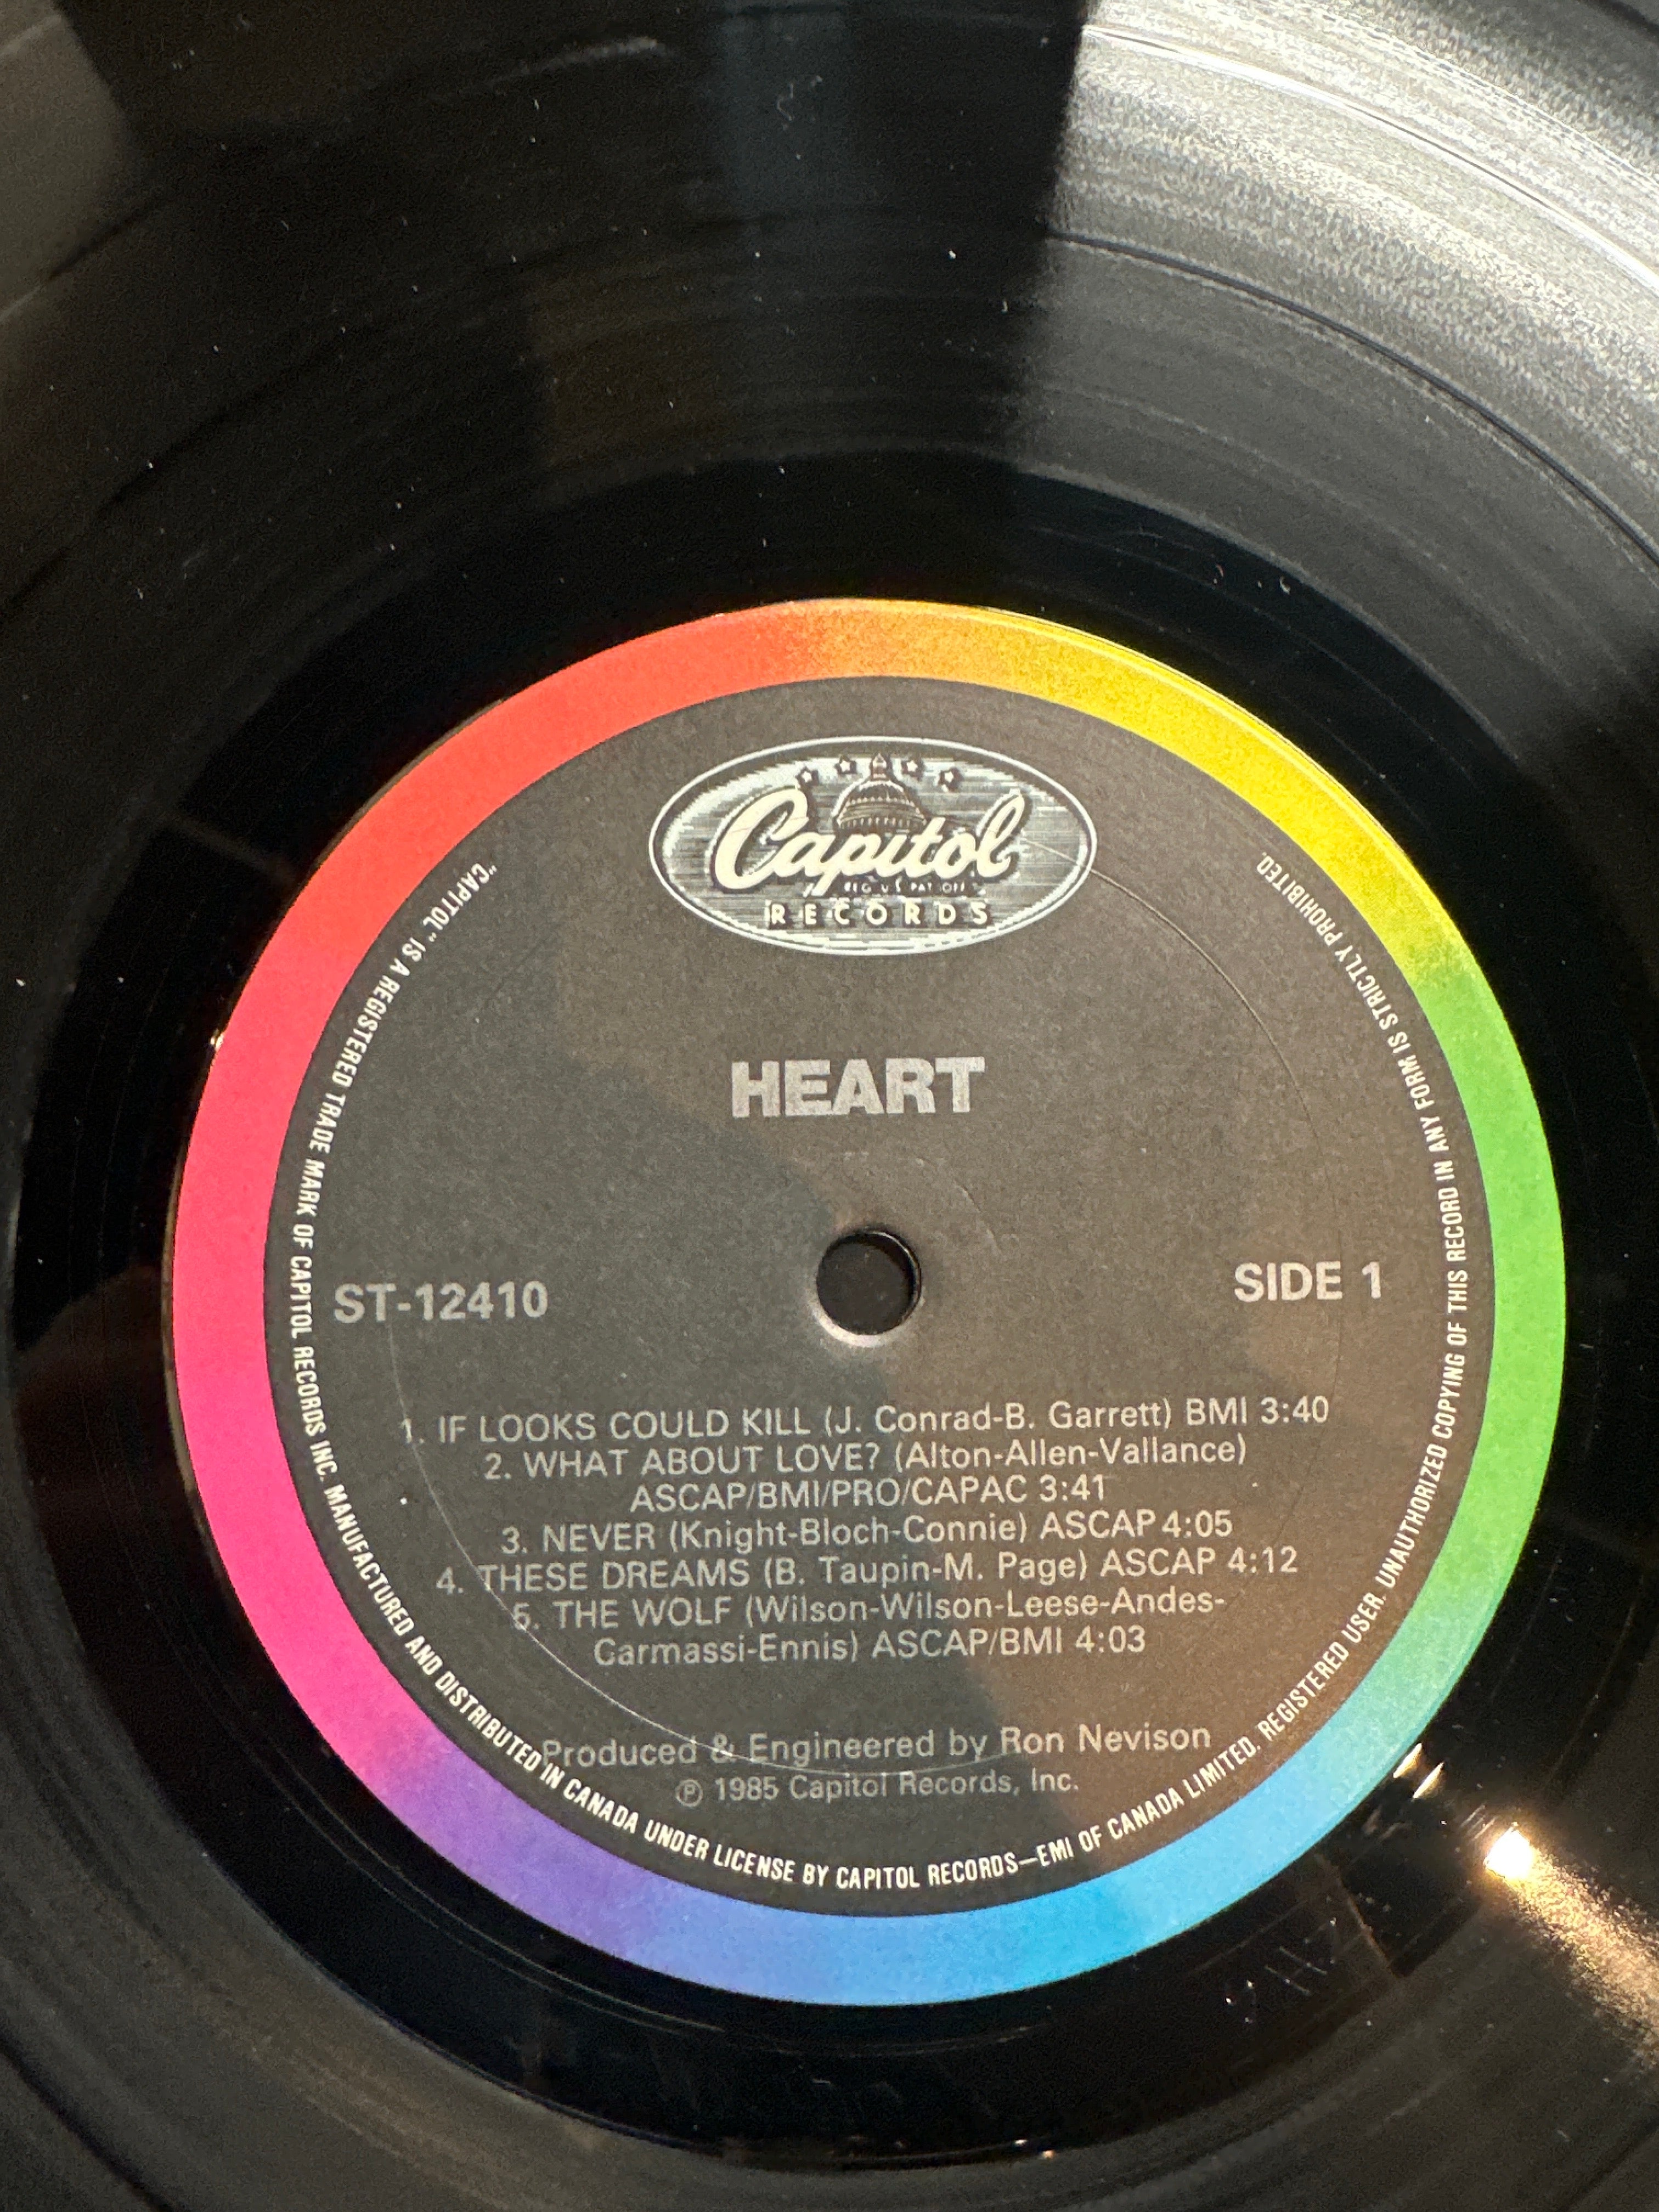 Capitol
REG. U.S. PAT. OFF.
RECORDS
HEART
ST-12410
SIDE 1
1. IF LOOKS COULD KILL (J. Conrad-B. Garrett) BMI 3:40
2. WHAT ABOUT LOVE? (Alton-Allen-Vallance)
ASCAP/BMI/PRO/CAPAC 3:41
3. NEVER (Knight-Bloch-Connie) ASCAP 4:05
4. THESE DREAMS (B. Taupin-M. Page) ASCAP 4:12
5. THE WOLF (Wilson-Wilson-Leese-Andes-
Garmassi-Ennis) ASCAP/BMI 4:03
Produced & Engineered by Ron Nevison
℗ 1985 Capitol Records, Inc.
"CAPITOL" IS A REGISTERED TRADE MARK OF CAPITOL RECORDS INC. MANUFACTURED AND DISTRIBUTED IN CANADA UNDER LICENSE BY CAPITOL RECORDS—EMI OF CANADA LIMITED. REGISTERED USER. UNAUTHORIZED COPYING OF THIS RECORD IN ANY FORM IS STRICTLY PROHIBITED.